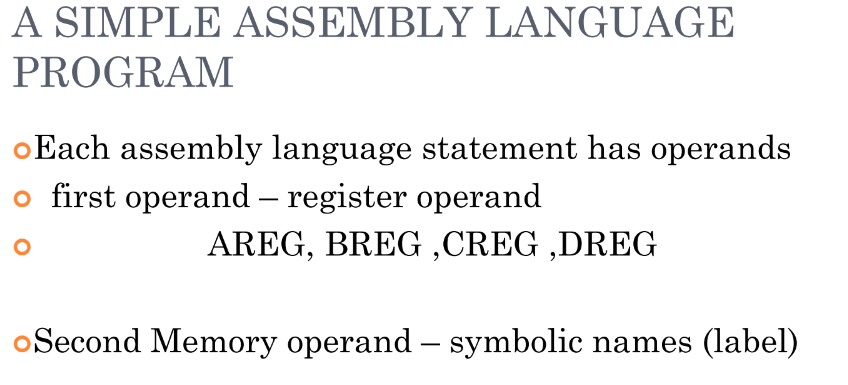 A SIMPLE ASSEMBLY LANGUAGE
PROGRAM
Each assembly language statement has operands
first operand – register operand
AREG, BREG ,CREG ,DREG
Second Memory operand – symbolic names (label)